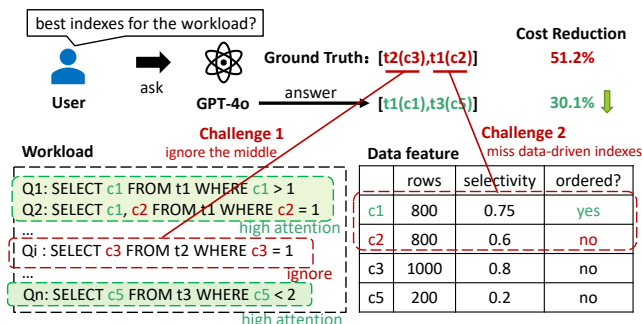 best indexes for the workload?
User
ask
GPT-4o
answer
Ground Truth: [t2(c3),t1(c2)]
[t1(c1),t3(c5)]
Cost Reduction
51.2%
30.1%
Challenge 1
ignore the middle
Challenge 2
miss data-driven indexes
Workload
Q1: SELECT c1 FROM t1 WHERE c1 > 1
Q2: SELECT c1, c2 FROM t1 WHERE c2 = 1
high attention
...
Qi : SELECT c3 FROM t2 WHERE c3 = 1
ignore
...
Qn: SELECT c5 FROM t3 WHERE c5 < 2
high attention
Data feature
rows selectivity ordered?
c1 800 0.75 yes
c2 800 0.6 no
c3 1000 0.8 no
c5 200 0.2 no